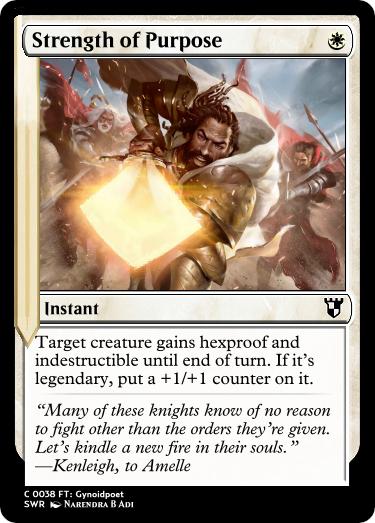 Strength of Purpose
Instant
Target creature gains hexproof and
indestructible until end of turn. If it's
legendary, put a +1/+1 counter on it.
“Many of these knights know of no reason
to fight other than the orders they’re given.
Let’s kindle a new fire in their souls.”
—Kenleigh, to Amelle
C 0038 FT: Gynoidpoet
SWR Narendra B Adi